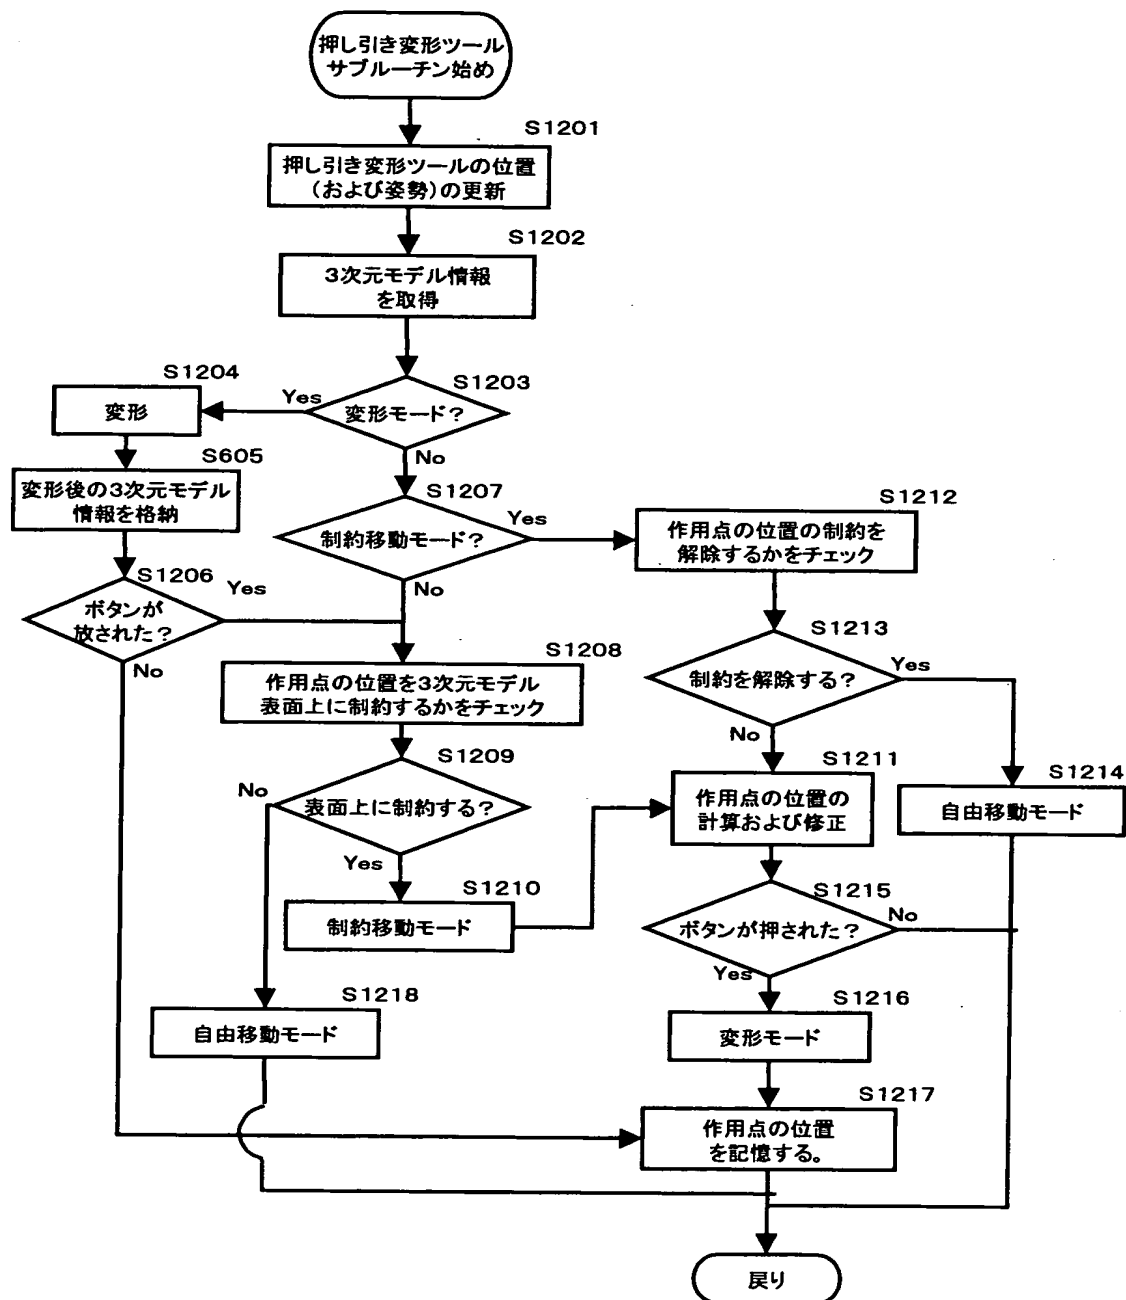 押し引き変形ツール
サブルーチン始め
S1201
押し引き変形ツールの位置
（および姿勢）の更新
S1202
3次元モデル情報
を取得
S1203
変形モード？
Yes
No
S1204
変形
S605
変形後の3次元モデル
情報を格納
S1206
ボタンが
放された？
Yes
No
S1207
制約移動モード？
Yes
No
S1208
作用点の位置を3次元モデル
表面上に制約するかをチェック
S1209
表面上に制約する？
No
Yes
S1210
制約移動モード
S1218
自由移動モード
S1212
作用点の位置の制約を
解除するかをチェック
S1213
制約を解除する？
Yes
No
S1211
作用点の位置の
計算および修正
S1214
自由移動モード
S1215
ボタンが押された？
No
Yes
S1216
変形モード
S1217
作用点の位置
を記憶する。
戻り